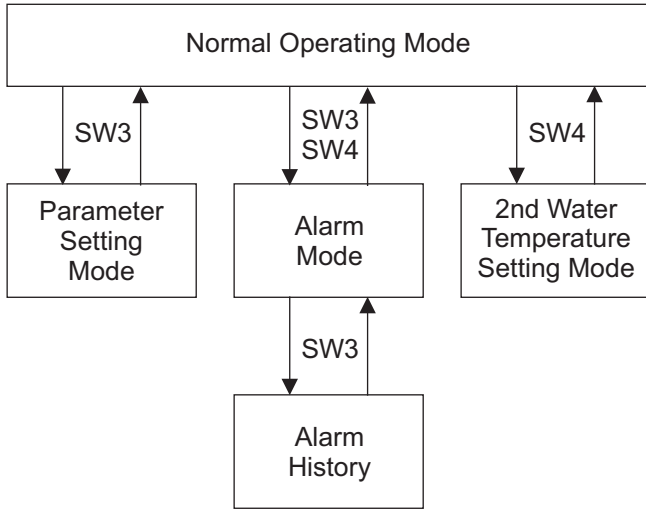 Normal Operating Mode
SW3
SW3
SW4
SW4
Parameter
Setting
Mode
Alarm
Mode
2nd Water
Temperature
Setting Mode
SW3
Alarm
History